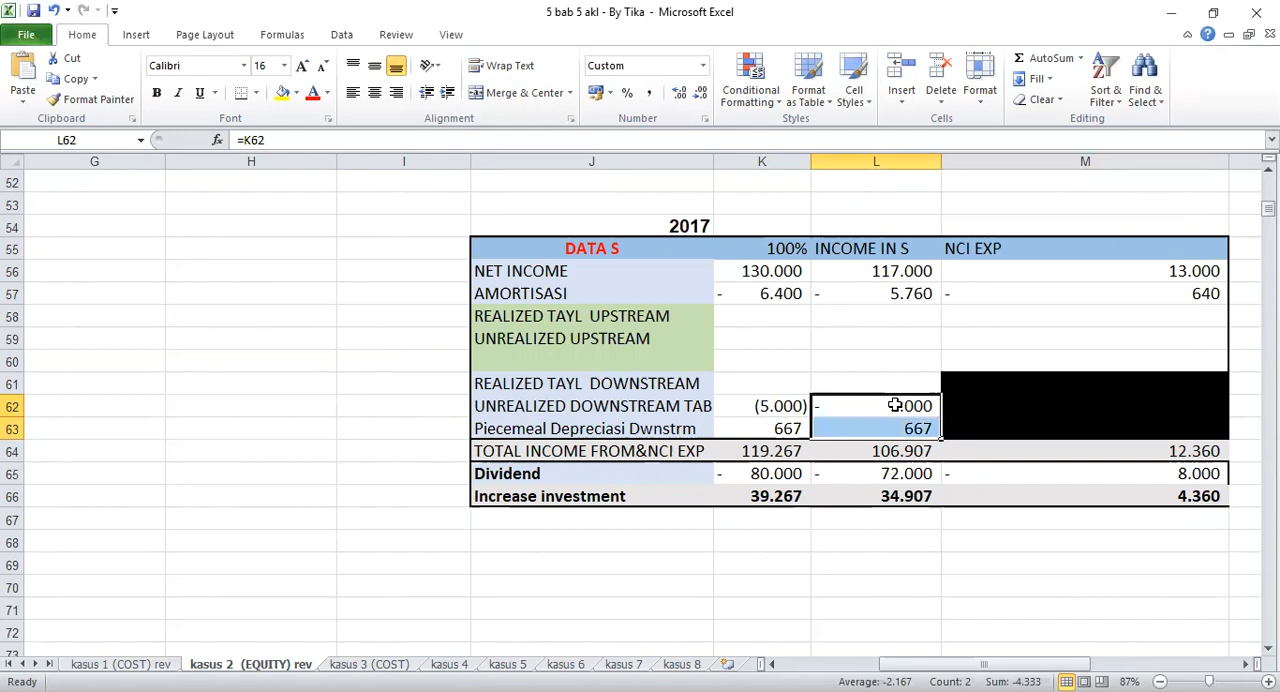 5 bab 5 akl - By Tika - Microsoft Excel
File Home Insert Page Layout Formulas Data Review View
Cut
Copy
Format Painter
Paste
Clipboard
Calibri 16
B I U
Font
Wrap Text
Merge & Center
Alignment
Custom
% ,
Number
Conditional Formatting
Format as Table
Cell Styles
Styles
Insert Delete Format
Cells
AutoSum
Fill
Clear
Sort & Filter
Find & Select
Editing
L62 fx =K62
G H I J K L M
52
53
54 2017
55 DATA S 100% INCOME IN S NCI EXP
56 NET INCOME 130.000 117.000 13.000
57 AMORTISASI - 6.400 - 5.760 - 640
58 REALIZED TAYL UPSTREAM
59 UNREALIZED UPSTREAM
60
61 REALIZED TAYL DOWNSTREAM
62 UNREALIZED DOWNSTREAM TAB (5.000) - .000
63 Piecemeal Depreciasi Dwnstrm 667 667
64 TOTAL INCOME FROM&NCI EXP 119.267 106.907 12.360
65 Dividend - 80.000 - 72.000 - 8.000
66 Increase investment 39.267 34.907 4.360
67
68
69
70
71
72
73
kasus 1 (COST) rev kasus 2 (EQUITY) rev kasus 3 (COST) kasus 4 kasus 5 kasus 6 kasus 7 kasus 8
Ready Average: -2.167 Count: 2 Sum: -4.333 87%